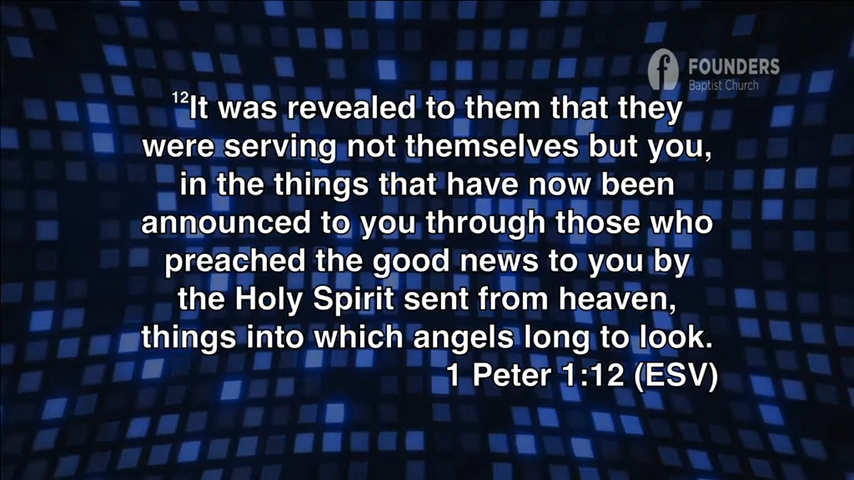 FOUNDERS
Baptist Church
12It was revealed to them that they
were serving not themselves but you,
in the things that have now been
announced to you through those who
preached the good news to you by
the Holy Spirit sent from heaven,
things into which angels long to look.
1 Peter 1:12 (ESV)